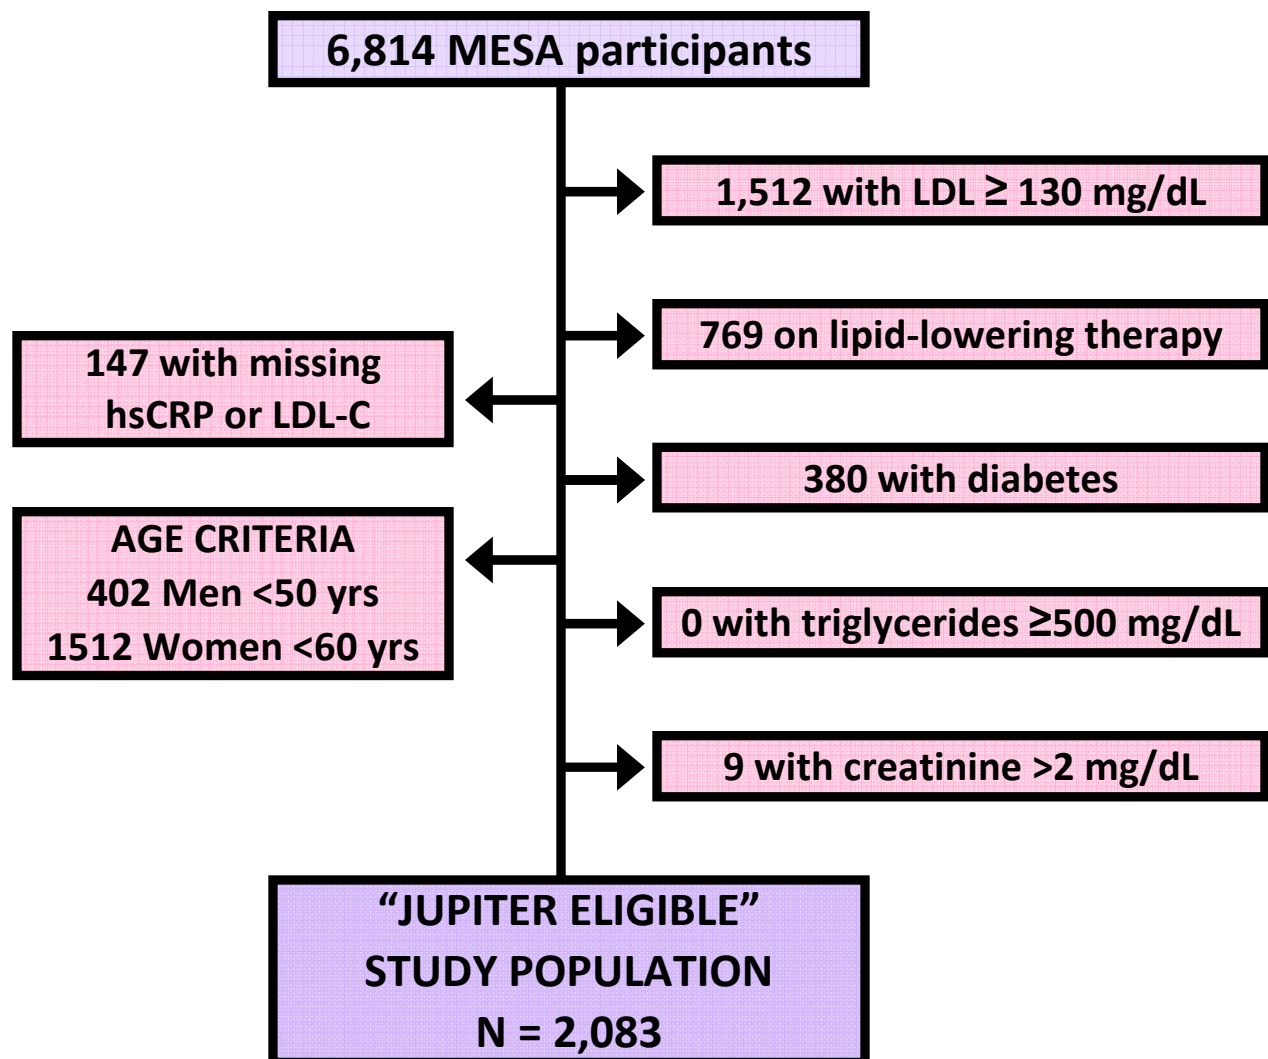 6,814 MESA participants
1,512 with LDL ≥ 130 mg/dL
769 on lipid-lowering therapy
147 with missing
hsCRP or LDL-C
380 with diabetes
AGE CRITERIA
402 Men <50 yrs
1512 Women <60 yrs
0 with triglycerides ≥500 mg/dL
9 with creatinine >2 mg/dL
“JUPITER ELIGIBLE”
STUDY POPULATION
N = 2,083